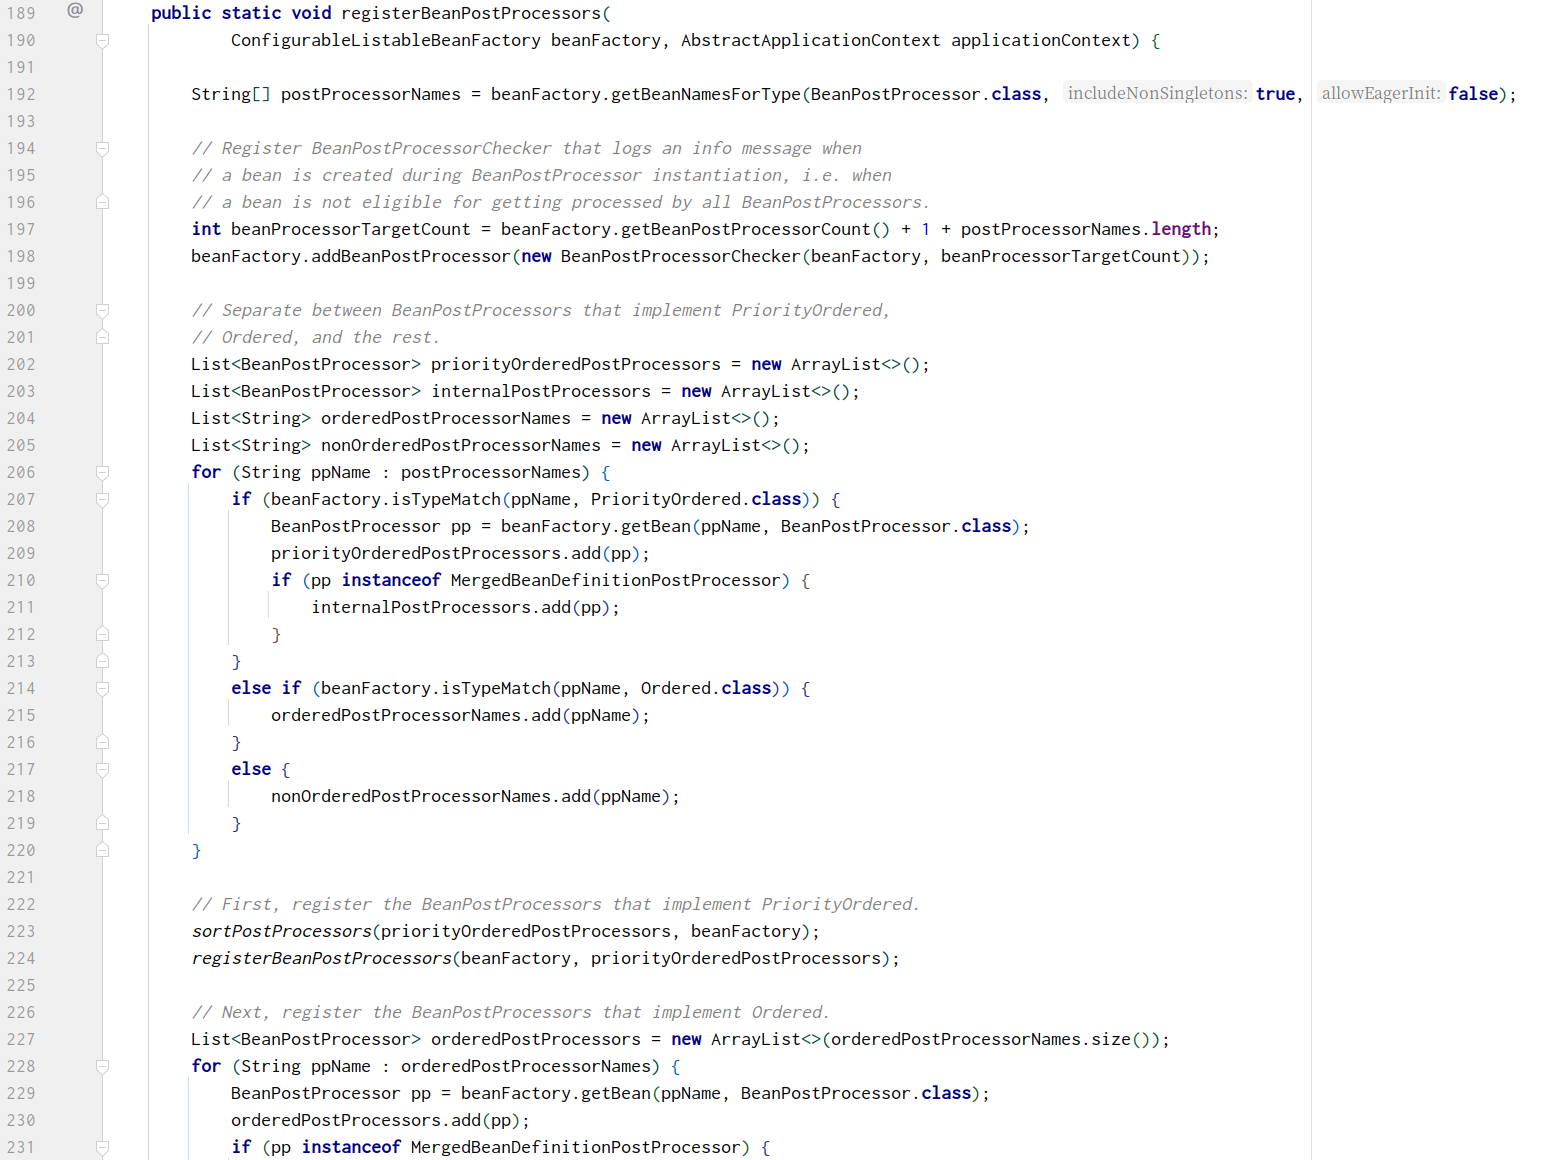 189 @ public static void registerBeanPostProcessors(
190 ConfigurableListableBeanFactory beanFactory, AbstractApplicationContext applicationContext) {
191
192 String[] postProcessorNames = beanFactory.getBeanNamesForType(BeanPostProcessor.class, includeNonSingletons: true, allowEagerInit: false);
193
194 // Register BeanPostProcessorChecker that logs an info message when
195 // a bean is created during BeanPostProcessor instantiation, i.e. when
196 // a bean is not eligible for getting processed by all BeanPostProcessors.
197 int beanProcessorTargetCount = beanFactory.getBeanPostProcessorCount() + 1 + postProcessorNames.length;
198 beanFactory.addBeanPostProcessor(new BeanPostProcessorChecker(beanFactory, beanProcessorTargetCount));
199
200 // Separate between BeanPostProcessors that implement PriorityOrdered,
201 // Ordered, and the rest.
202 List<BeanPostProcessor> priorityOrderedPostProcessors = new ArrayList<>();
203 List<BeanPostProcessor> internalPostProcessors = new ArrayList<>();
204 List<String> orderedPostProcessorNames = new ArrayList<>();
205 List<String> nonOrderedPostProcessorNames = new ArrayList<>();
206 for (String ppName : postProcessorNames) {
207 if (beanFactory.isTypeMatch(ppName, PriorityOrdered.class)) {
208 BeanPostProcessor pp = beanFactory.getBean(ppName, BeanPostProcessor.class);
209 priorityOrderedPostProcessors.add(pp);
210 if (pp instanceof MergedBeanDefinitionPostProcessor) {
211 internalPostProcessors.add(pp);
212 }
213 }
214 else if (beanFactory.isTypeMatch(ppName, Ordered.class)) {
215 orderedPostProcessorNames.add(ppName);
216 }
217 else {
218 nonOrderedPostProcessorNames.add(ppName);
219 }
220 }
221
222 // First, register the BeanPostProcessors that implement PriorityOrdered.
223 sortPostProcessors(priorityOrderedPostProcessors, beanFactory);
224 registerBeanPostProcessors(beanFactory, priorityOrderedPostProcessors);
225
226 // Next, register the BeanPostProcessors that implement Ordered.
227 List<BeanPostProcessor> orderedPostProcessors = new ArrayList<>(orderedPostProcessorNames.size());
228 for (String ppName : orderedPostProcessorNames) {
229 BeanPostProcessor pp = beanFactory.getBean(ppName, BeanPostProcessor.class);
230 orderedPostProcessors.add(pp);
231 if (pp instanceof MergedBeanDefinitionPostProcessor) {